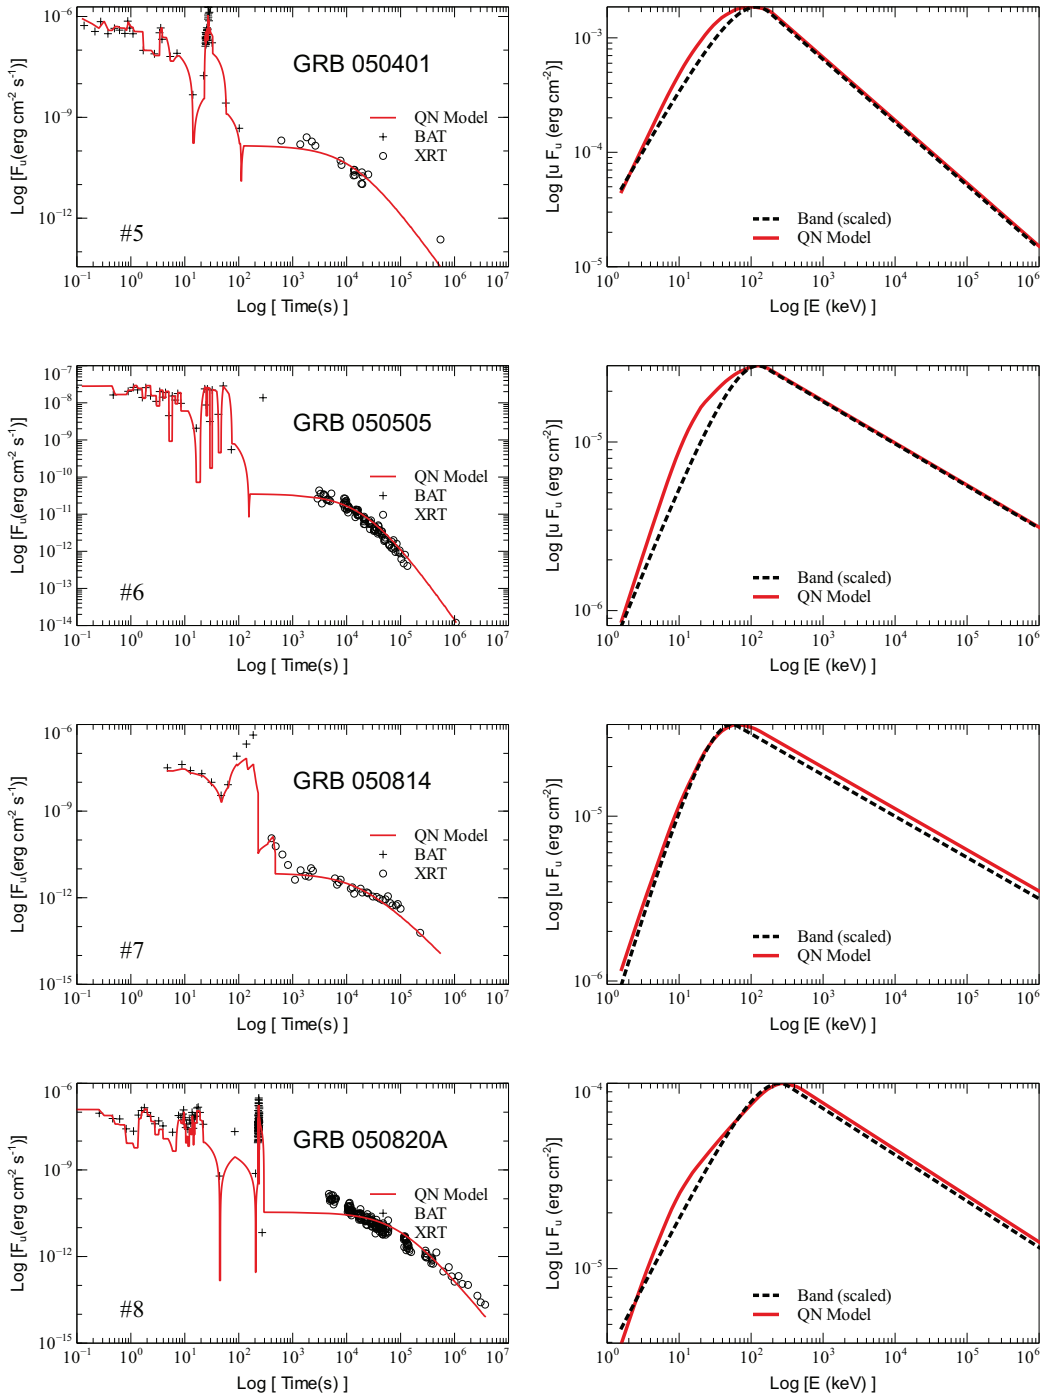 10⁻⁶
10⁻⁹
10⁻¹²
Log [F_u(erg cm⁻² s⁻¹)]
GRB 050401
QN Model
BAT
XRT
#5
10⁻¹ 10⁰ 10¹ 10² 10³ 10⁴ 10⁵ 10⁶ 10⁷
Log [ Time(s) ]
10⁻³
10⁻⁴
10⁻⁵
Log [u F_u (erg cm⁻²)]
Band (scaled)
QN Model
10⁰ 10¹ 10² 10³ 10⁴ 10⁵ 10⁶
Log [E (keV) ]
10⁻⁷
10⁻⁸
10⁻⁹
10⁻¹⁰
10⁻¹¹
10⁻¹²
10⁻¹³
10⁻¹⁴
Log [F_u(erg cm⁻² s⁻¹)]
GRB 050505
QN Model
BAT
XRT
#6
10⁻¹ 10⁰ 10¹ 10² 10³ 10⁴ 10⁵ 10⁶ 10⁷
Log [ Time(s) ]
10⁻⁵
10⁻⁶
Log [u F_u (erg cm⁻²)]
Band (scaled)
QN Model
10⁰ 10¹ 10² 10³ 10⁴ 10⁵ 10⁶
Log [E (keV) ]
10⁻⁶
10⁻⁹
10⁻¹²
10⁻¹⁵
Log [F_u(erg cm⁻² s⁻¹)]
GRB 050814
QN Model
BAT
XRT
#7
10⁻¹ 10⁰ 10¹ 10² 10³ 10⁴ 10⁵ 10⁶ 10⁷
Log [ Time(s) ]
10⁻⁵
10⁻⁶
Log [u F_u (erg cm⁻²)]
Band (scaled)
QN Model
10⁰ 10¹ 10² 10³ 10⁴ 10⁵ 10⁶
Log [E (keV) ]
10⁻⁶
10⁻⁹
10⁻¹²
10⁻¹⁵
Log [F_u(erg cm⁻² s⁻¹)]
GRB 050820A
QN Model
BAT
XRT
#8
10⁻¹ 10⁰ 10¹ 10² 10³ 10⁴ 10⁵ 10⁶ 10⁷
Log [ Time(s) ]
10⁻⁴
10⁻⁵
Log [u F_u (erg cm⁻²)]
Band (scaled)
QN Model
10⁰ 10¹ 10² 10³ 10⁴ 10⁵ 10⁶
Log [E (keV) ]